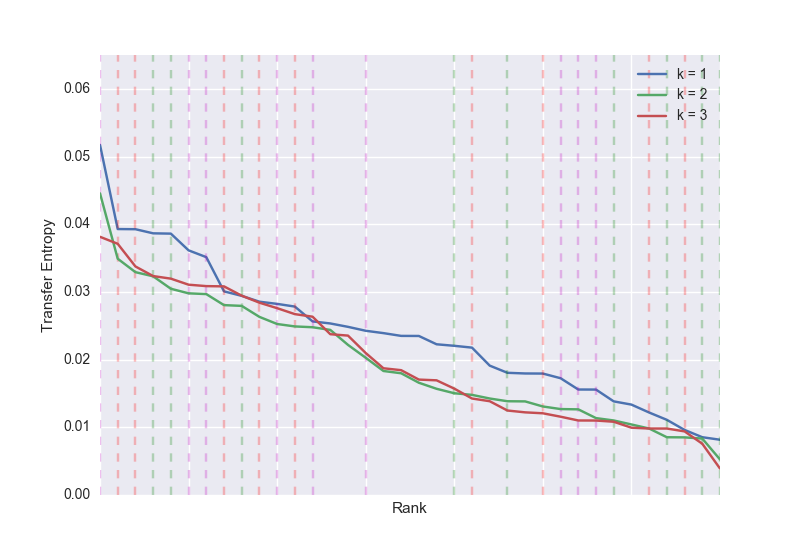 0.06
0.05
0.04
0.03
0.02
0.01
0.00
Transfer Entropy
Rank
k = 1
k = 2
k = 3